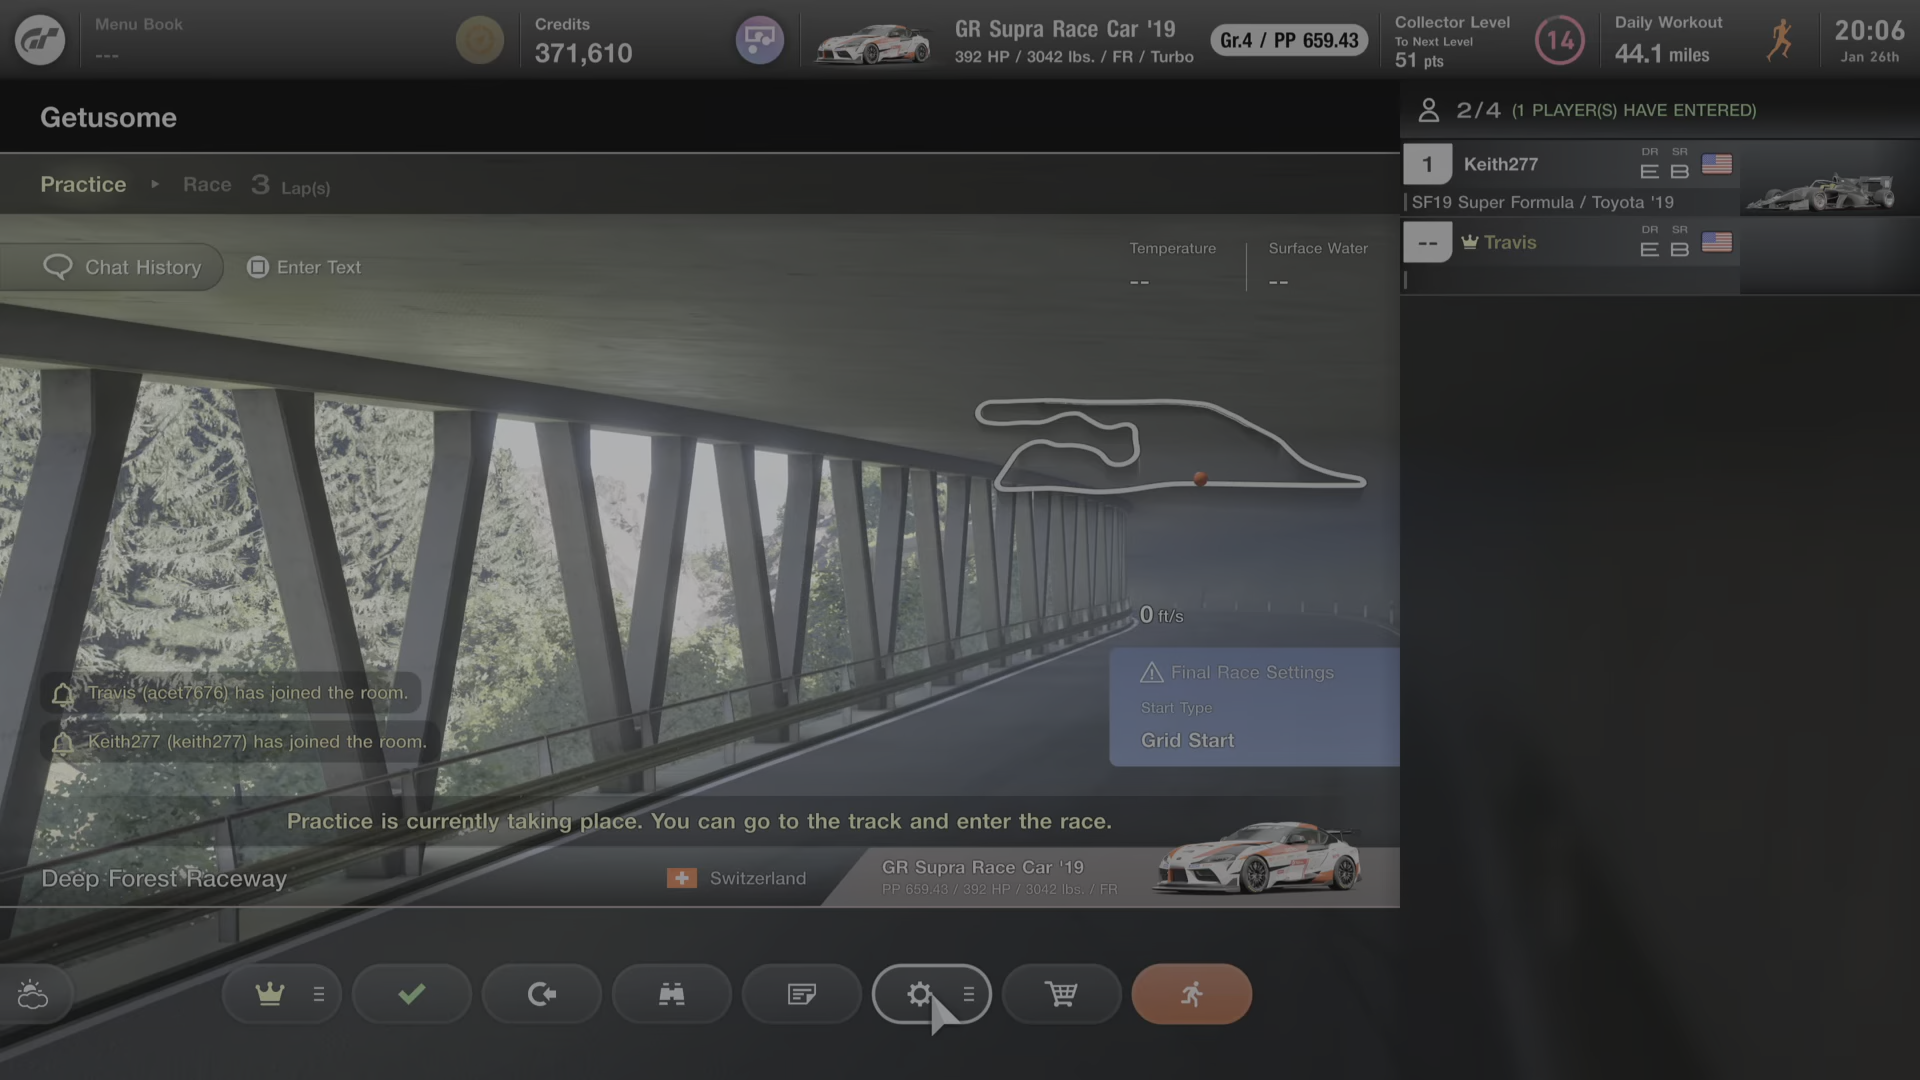 Menu Book
---
Credits
371,610
GR Supra Race Car '19
392 HP / 3042 lbs. / FR / Turbo
Gr.4 / PP 659.43
Collector Level
To Next Level
51 pts
14
Daily Workout
44.1 miles
20:06
Jan 26th
Getusome
2/4 (1 PLAYER(S) HAVE ENTERED)
Practice Race 3 Lap(s)
1 Keith277 DR E SR B
SF19 Super Formula / Toyota '19
-- Travis DR E SR B
Chat History Enter Text
Temperature
--
Surface Water
--
0 ft/s
Final Race Settings
Start Type
Grid Start
Travis (acet7676) has joined the room.
Keith277 (keith277) has joined the room.
Practice is currently taking place. You can go to the track and enter the race.
Deep Forest Raceway
Switzerland
GR Supra Race Car '19
PP 659.43 / 392 HP / 3042 lbs. / FR